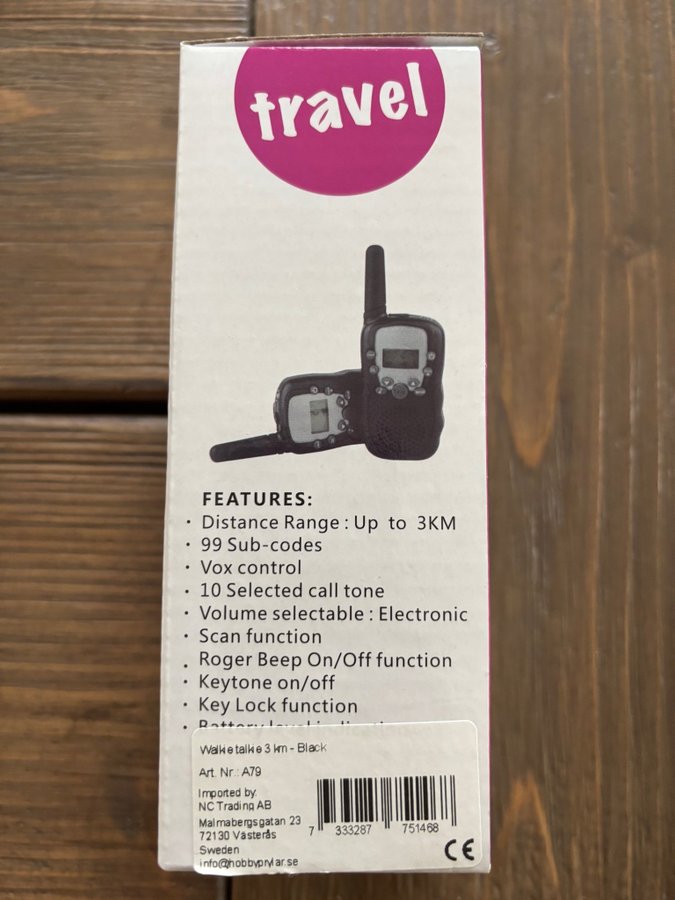 travel
FEATURES:
· Distance Range : Up to 3KM
· 99 Sub-codes
· Vox control
· 10 Selected call tone
· Volume selectable : Electronic
· Scan function
. Roger Beep On/Off function
· Keytone on/off
· Key Lock function
· Battery level
Walkie talkie 3 km - Black
Art. Nr.: A79
Imported by:
NC Trading AB
Malmabergsgatan 23
72130 Västerås
Sweden
info@hobbyprylar.se
7 333287 751468
CE